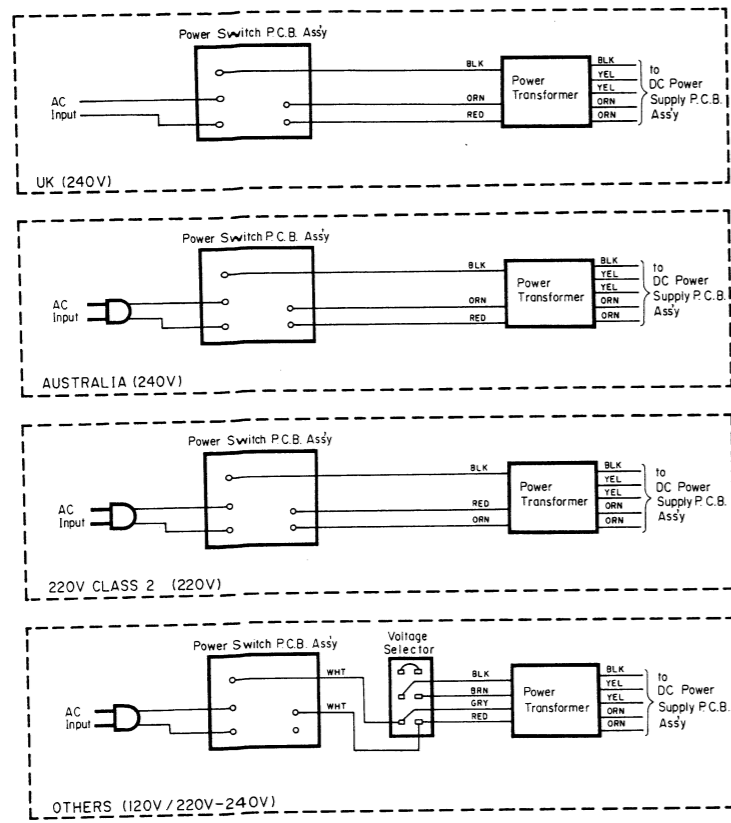 Power Switch P.C.B. Ass'y
BLK
BLK
to
YEL
DC Power
YEL
Supply P.C.B.
ORN
Ass'y
ORN
AC
Input
ORN
RED
Power
Transformer
UK (240V)
Power Switch P.C.B. Ass'y
BLK
BLK
to
YEL
DC Power
YEL
Supply P.C.B.
ORN
Ass'y
ORN
AC
Input
ORN
RED
Power
Transformer
AUSTRALIA (240V)
Power Switch P.C.B. Ass'y
BLK
BLK
to
YEL
DC Power
YEL
Supply P.C.B.
ORN
Ass'y
ORN
AC
Input
RED
ORN
Power
Transformer
220V CLASS 2 (220V)
Power Switch P.C.B. Ass'y
Voltage
Selector
WHT
WHT
BLK
BRN
GRY
RED
Power
Transformer
BLK
to
YEL
DC Power
YEL
Supply P.C.B.
ORN
Ass'y
ORN
AC
Input
OTHERS (120V/220V-240V)